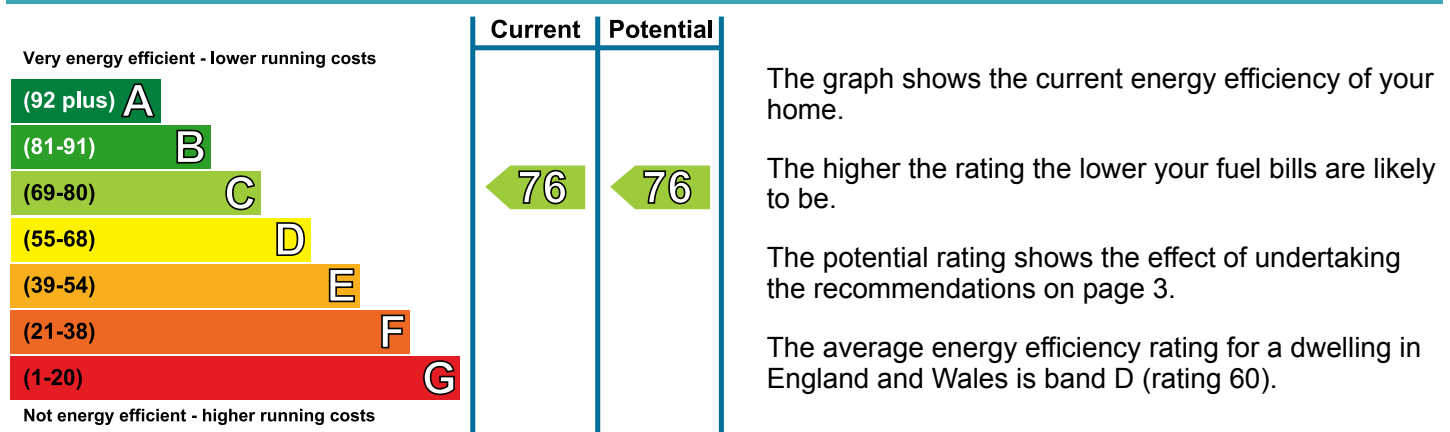 Current Potential
Very energy efficient - lower running costs
(92 plus) A
(81-91) B
(69-80) C
76 76
(55-68) D
(39-54) E
(21-38) F
(1-20) G
Not energy efficient - higher running costs
The graph shows the current energy efficiency of your
home.
The higher the rating the lower your fuel bills are likely
to be.
The potential rating shows the effect of undertaking
the recommendations on page 3.
The average energy efficiency rating for a dwelling in
England and Wales is band D (rating 60).